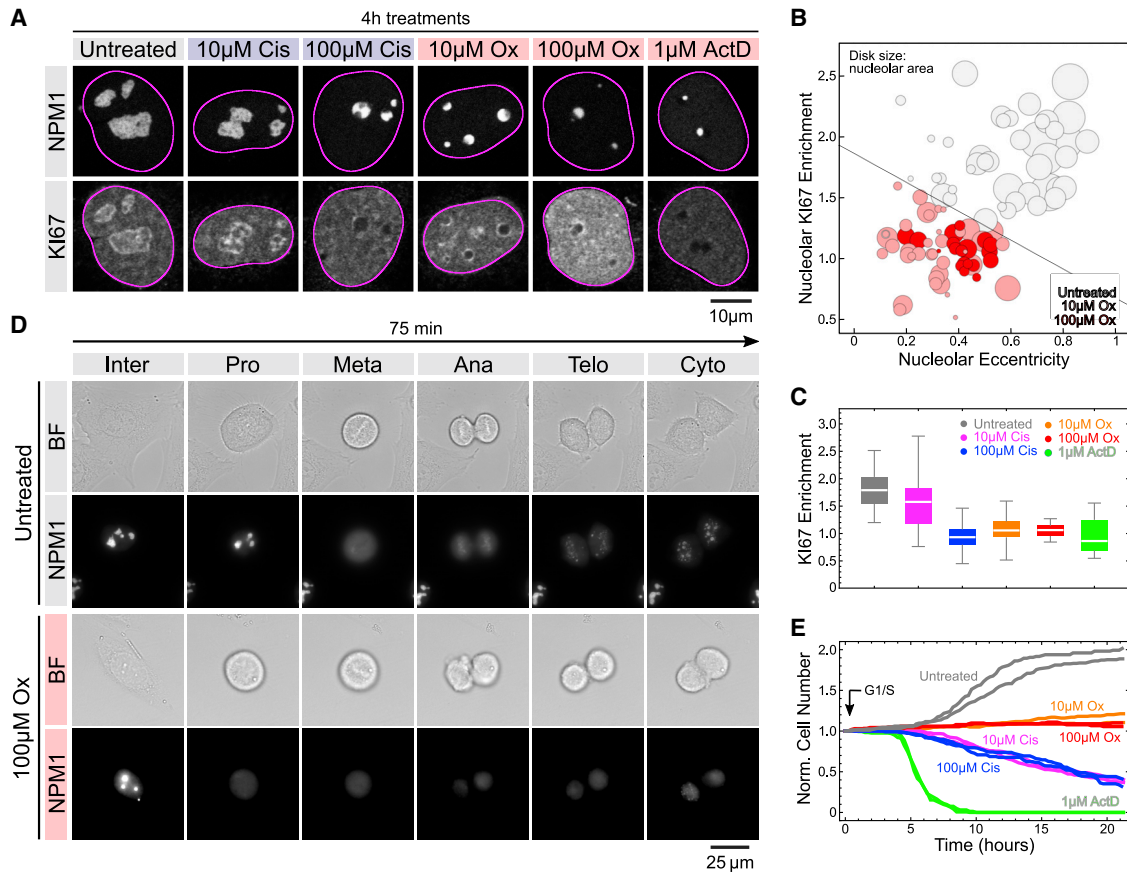 A
4h treatments
Untreated
10µM Cis
100µM Cis
10µM Ox
100µM Ox
1µM ActD
NPM1
KI67
10µm
B
Disk size:
nucleolar area
Nucleolar KI67 Enrichment
2.5
2.0
1.5
1.0
0.5
Untreated
10µM Ox
100µM Ox
0
0.2
0.4
0.6
0.8
1
Nucleolar Eccentricity
C
KI67 Enrichment
3.0
2.5
2.0
1.5
1.0
0.5
0
Untreated
10µM Cis
100µM Cis
10µM Ox
100µM Ox
1µM ActD
D
75 min
Inter
Pro
Meta
Ana
Telo
Cyto
Untreated
BF
NPM1
100µM Ox
BF
NPM1
25 µm
E
Norm. Cell Number
2.0
1.5
1.0
0.5
0
G1/S
Untreated
10µM Ox
100µM Ox
10µM Cis
100µM Cis
1µM ActD
0
5
10
15
20
Time (hours)